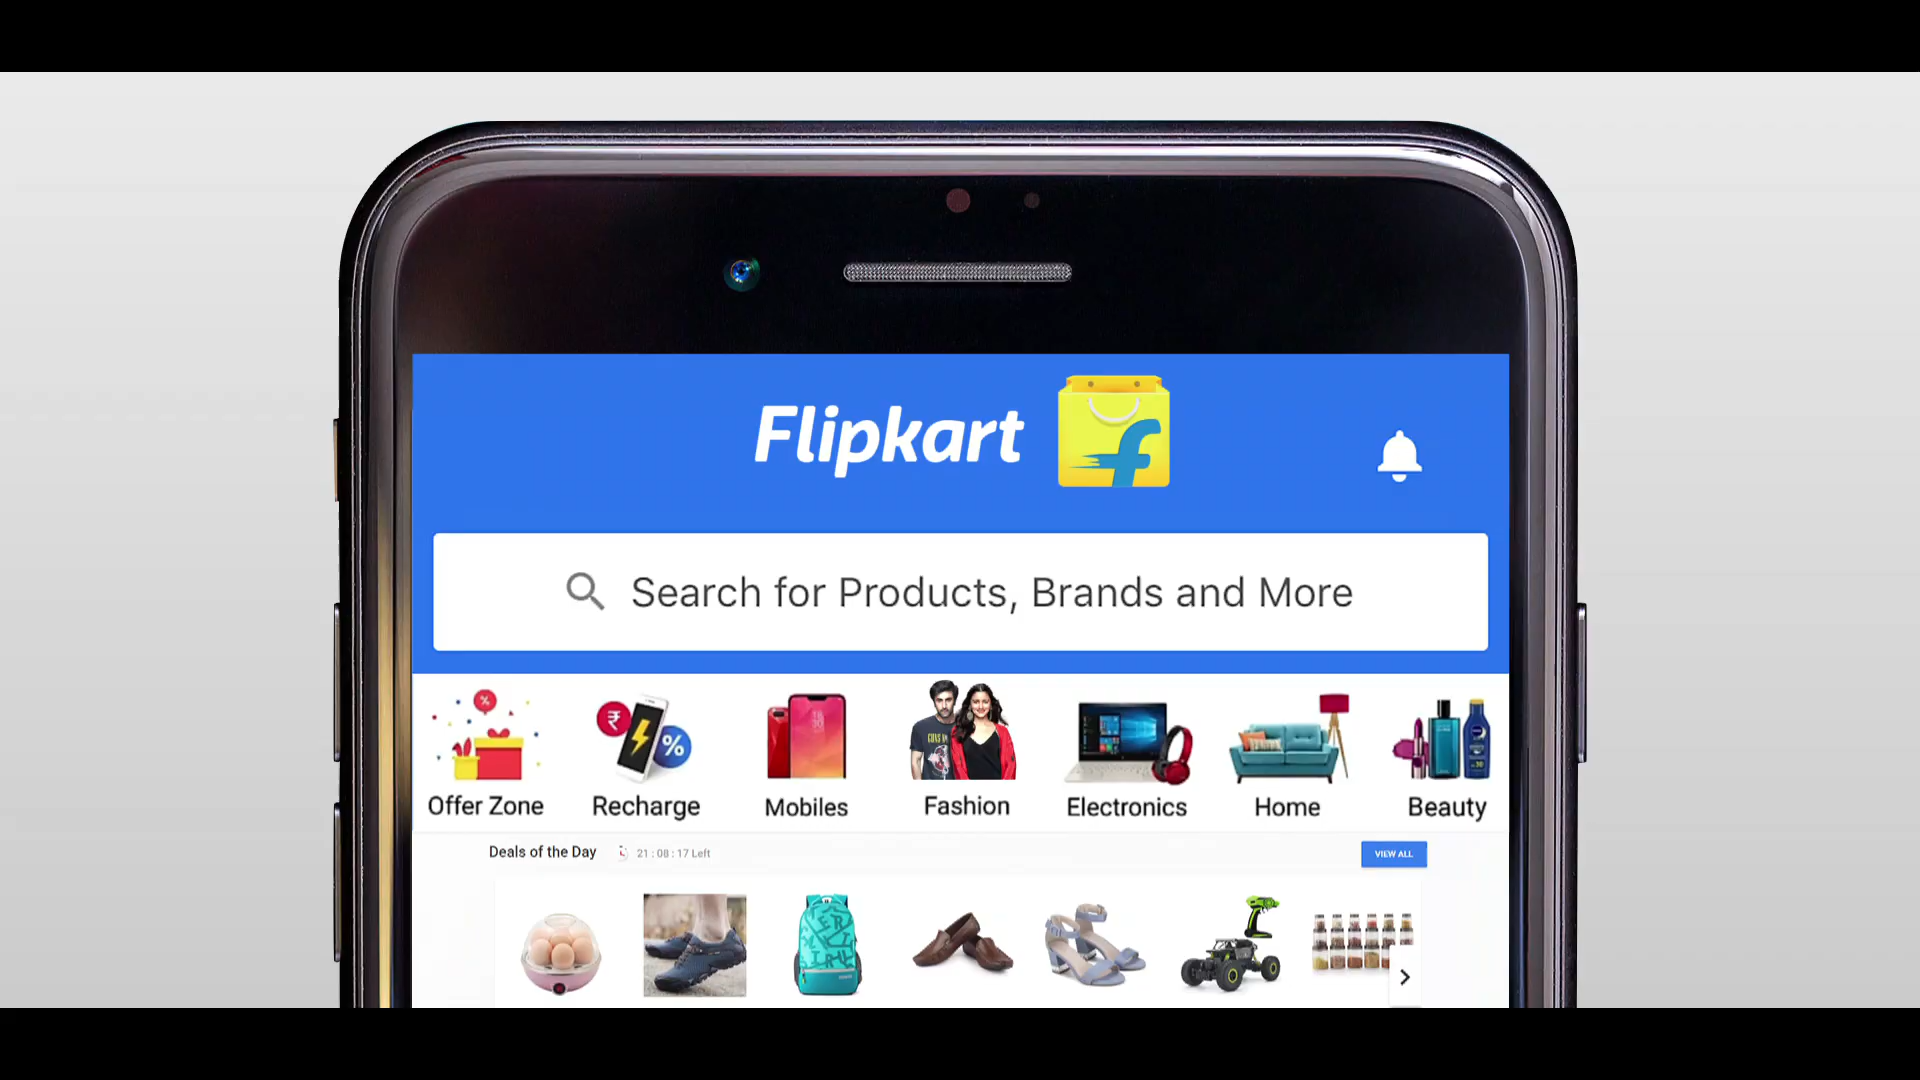 Flipkart
Search for Products, Brands and More
Offer Zone
Recharge
Mobiles
Fashion
Electronics
Home
Beauty
Deals of the Day
21 : 08 : 17 Left
VIEW ALL